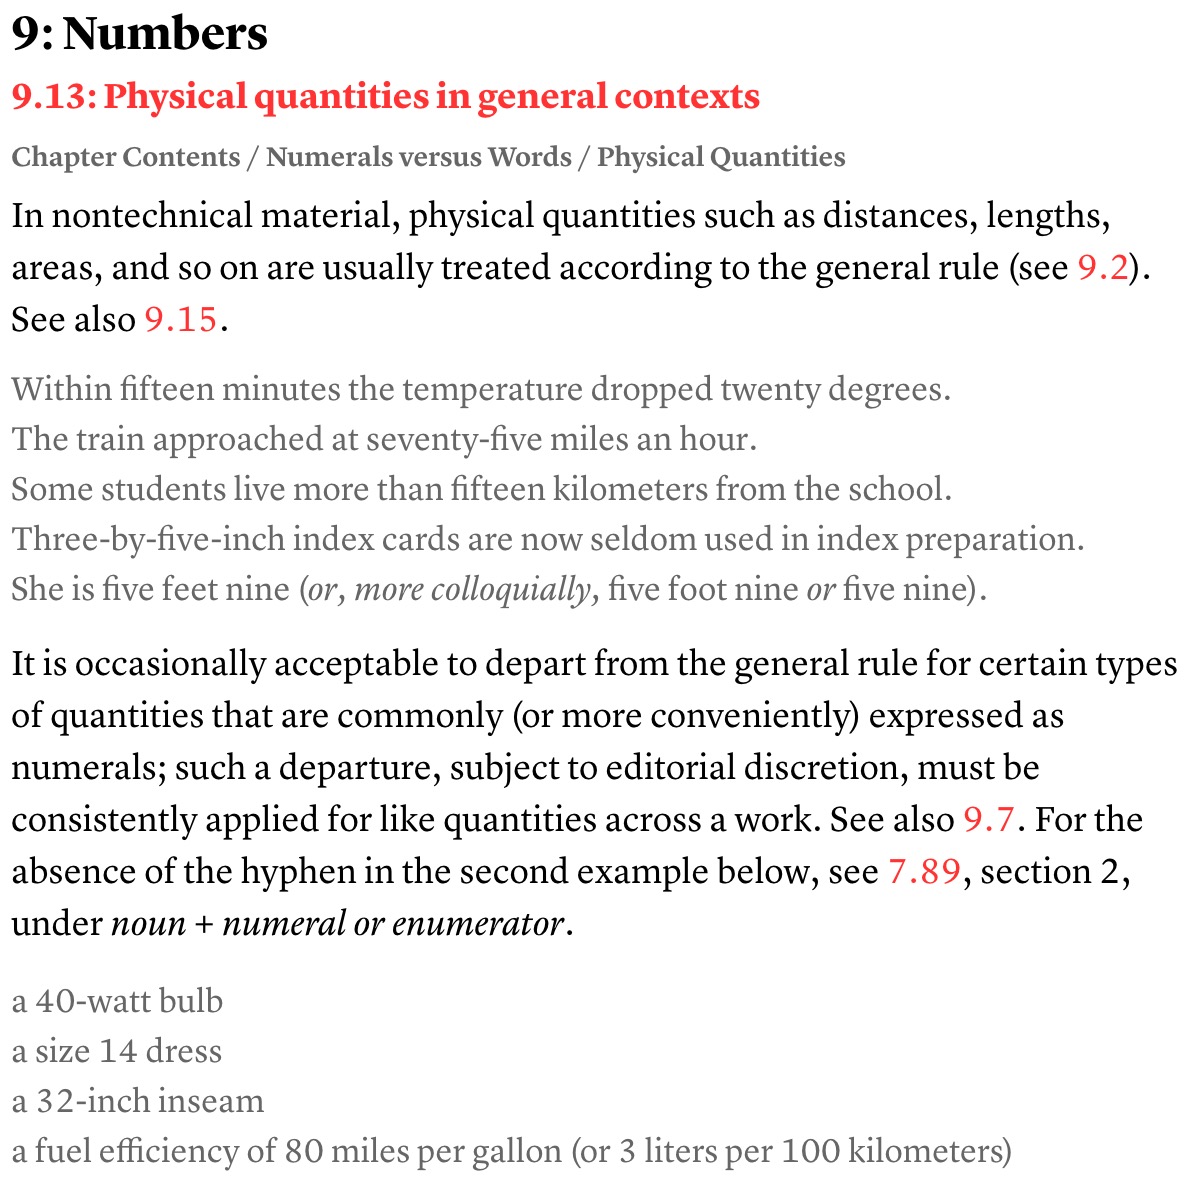 9: Numbers
9.13: Physical quantities in general contexts
Chapter Contents / Numerals versus Words / Physical Quantities
In nontechnical material, physical quantities such as distances, lengths,
areas, and so on are usually treated according to the general rule (see 9.2).
See also 9.15.
Within fifteen minutes the temperature dropped twenty degrees.
The train approached at seventy-five miles an hour.
Some students live more than fifteen kilometers from the school.
Three-by-five-inch index cards are now seldom used in index preparation.
She is five feet nine (or, more colloquially, five foot nine or five nine).
It is occasionally acceptable to depart from the general rule for certain types
of quantities that are commonly (or more conveniently) expressed as
numerals; such a departure, subject to editorial discretion, must be
consistently applied for like quantities across a work. See also 9.7. For the
absence of the hyphen in the second example below, see 7.89, section 2,
under noun + numeral or enumerator.
a 40-watt bulb
a size 14 dress
a 32-inch inseam
a fuel efficiency of 80 miles per gallon (or 3 liters per 100 kilometers)